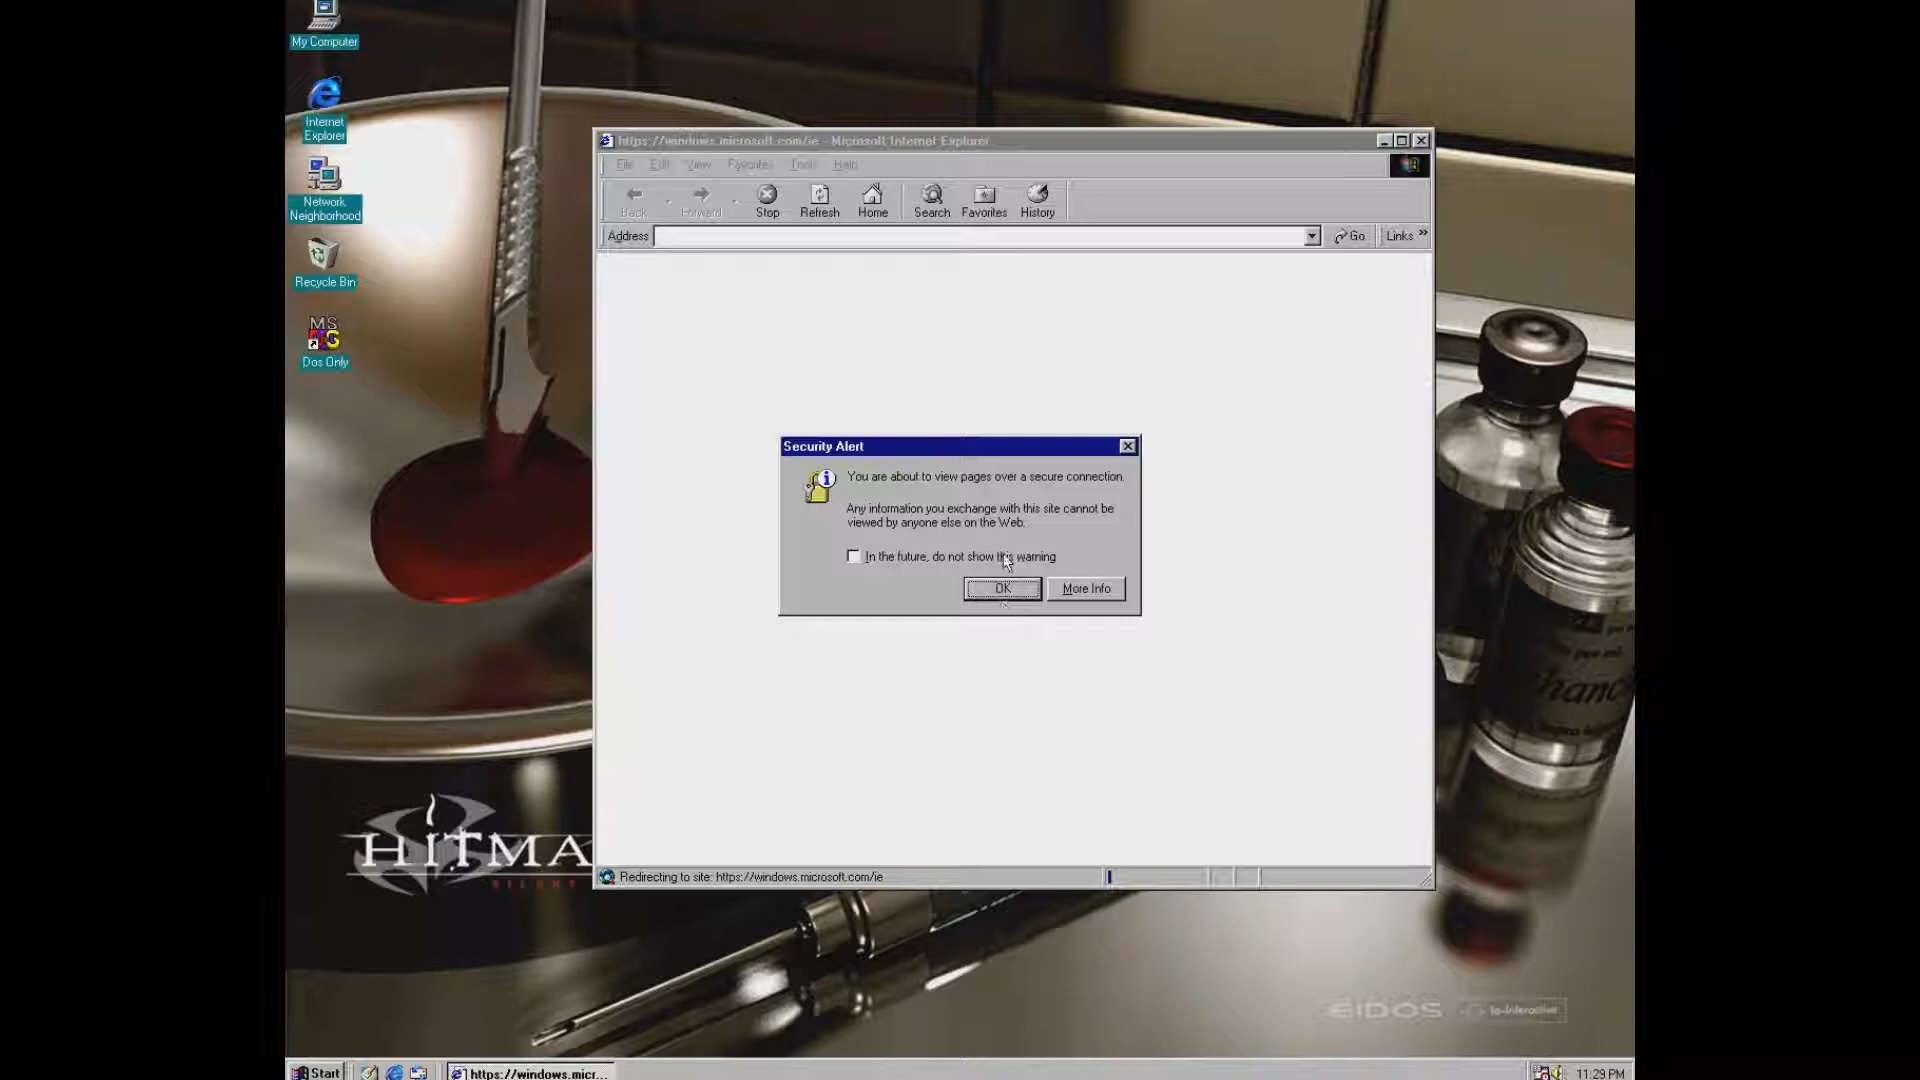 My Computer
Internet
Explorer
Network
Neighborhood
Recycle Bin
MS
Dos Only
https://windows.microsoft.com/ie - Microsoft Internet Explorer
File Edit View Favorites Tools Help
Back Forward Stop Refresh Home Search Favorites History
Address Go Links »
Security Alert
You are about to view pages over a secure connection.
Any information you exchange with this site cannot be
viewed by anyone else on the Web.
In the future, do not show this warning
OK More Info
Redirecting to site: https://windows.microsoft.com/ie
HITMA
EIDOS Io-Interactive
Start https://windows.micr... 11:29 PM